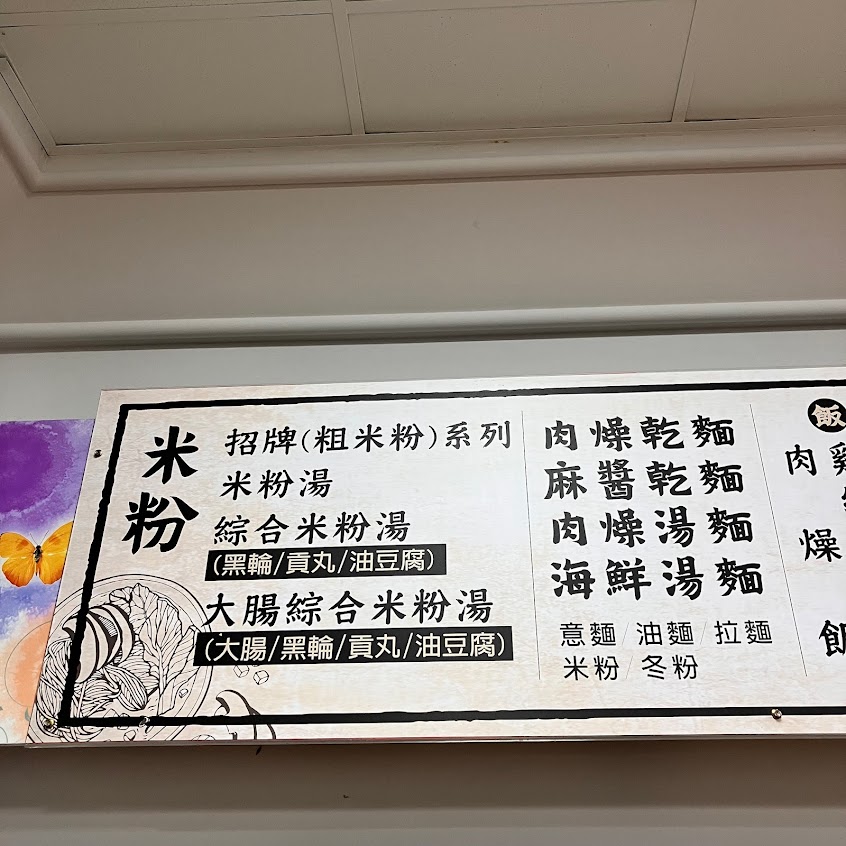 米粉
招牌(粗米粉)系列
米粉湯
綜合米粉湯
(黑輪/貢丸/油豆腐)
大腸綜合米粉湯
(大腸/黑輪/貢丸/油豆腐)
肉燥乾麵
麻醬乾麵
肉燥湯麵
海鮮湯麵
意麵/油麵/拉麵
米粉/冬粉
飯
肉
燥
飯